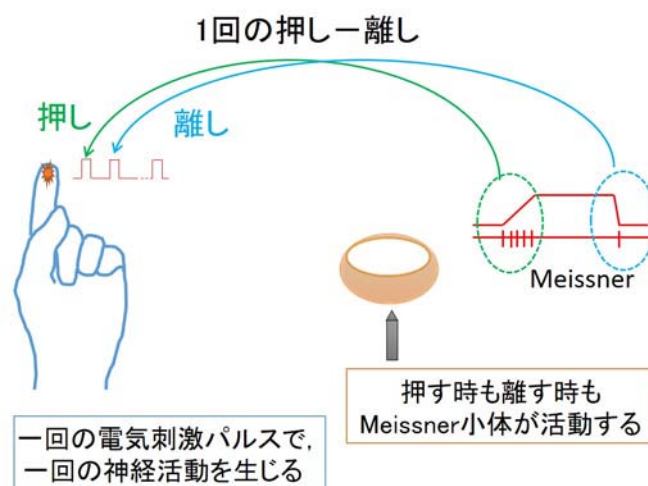 1回の押し－離し
押し
離し
Meissner
押す時も離す時も
Meissner小体が活動する
一回の電気刺激パルスで,
一回の神経活動を生じる